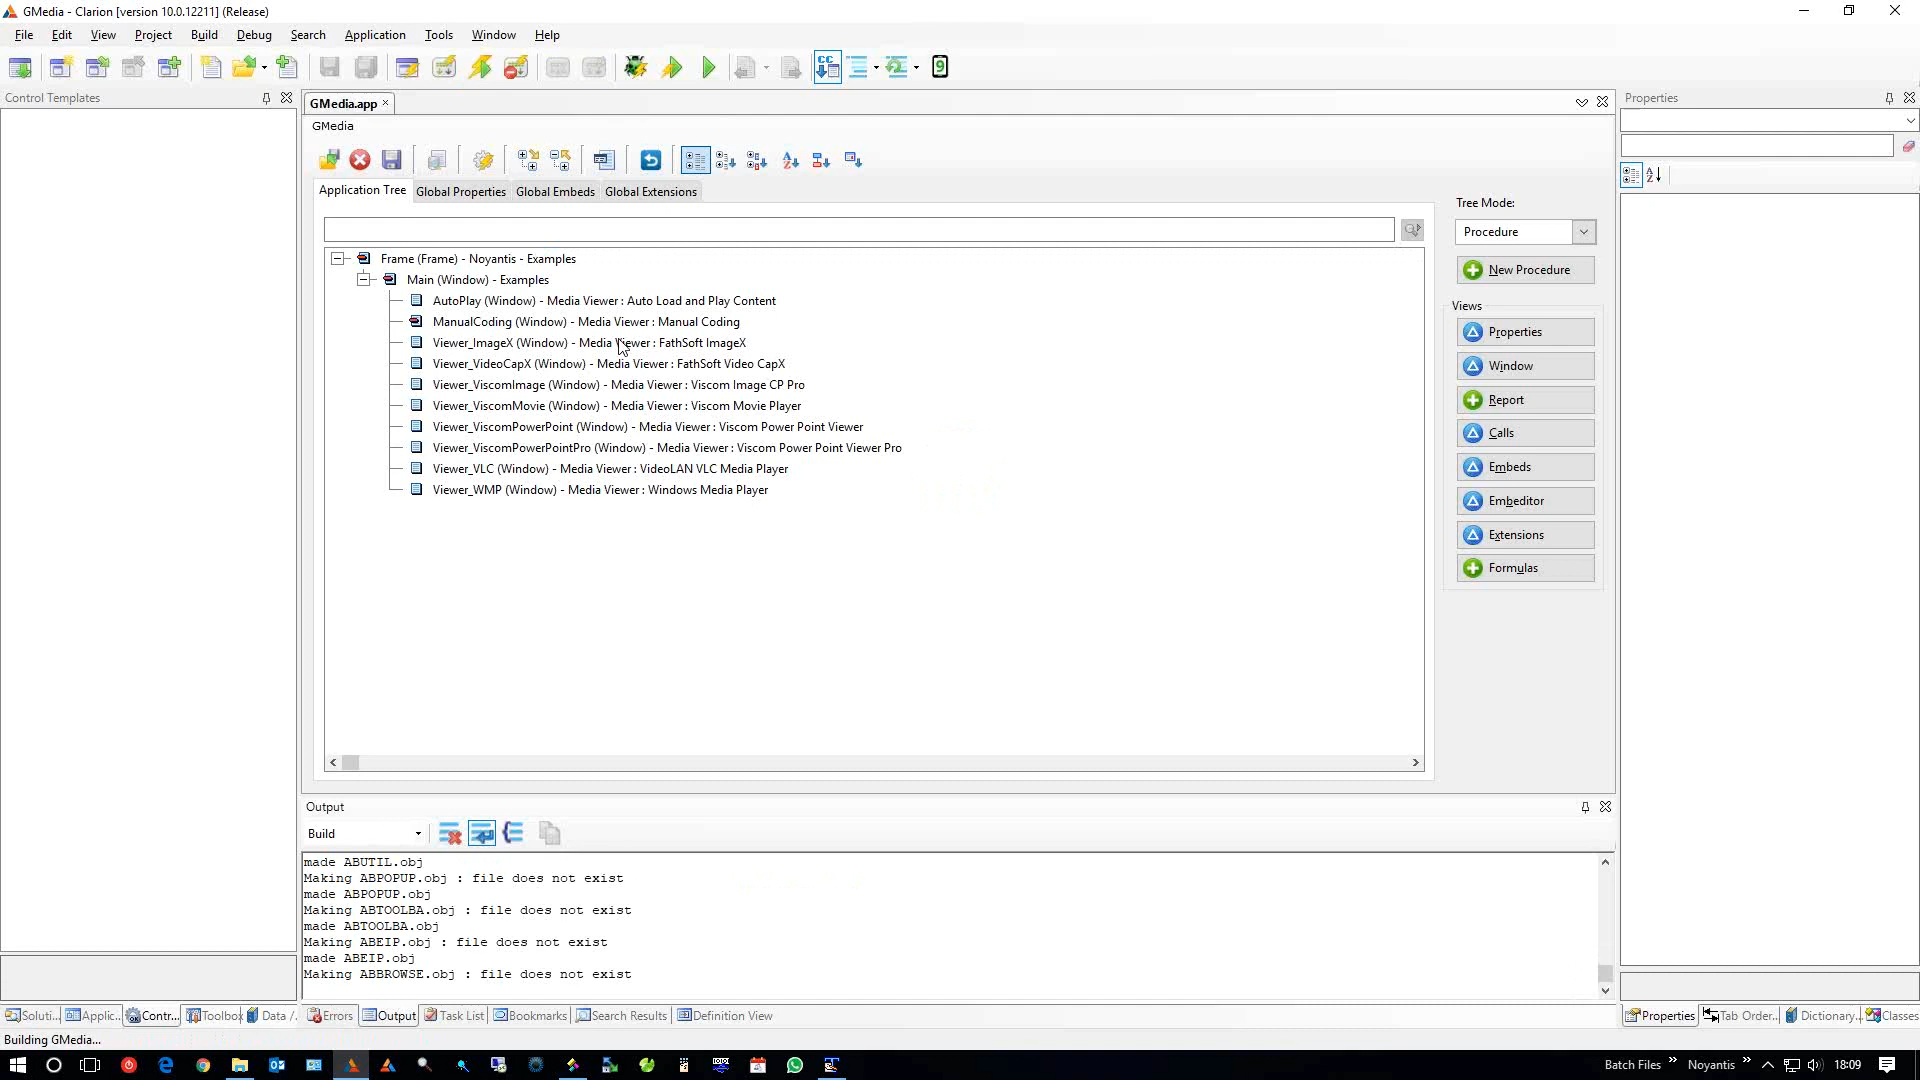 GMedia - Clarion [version 10.0.12211] (Release)
File Edit View Project Build Debug Search Application Tools Window Help
Control Templates
GMedia.app
Properties
GMedia
Application Tree Global Properties Global Embeds Global Extensions
Tree Mode:
Procedure
New Procedure
Views
Properties
Window
Report
Calls
Embeds
Embeditor
Extensions
Formulas
Frame (Frame) - Noyantis - Examples
Main (Window) - Examples
AutoPlay (Window) - Media Viewer : Auto Load and Play Content
ManualCoding (Window) - Media Viewer : Manual Coding
Viewer_ImageX (Window) - Media Viewer : FathSoft ImageX
Viewer_VideoCapX (Window) - Media Viewer : FathSoft Video CapX
Viewer_ViscomImage (Window) - Media Viewer : Viscom Image CP Pro
Viewer_ViscomMovie (Window) - Media Viewer : Viscom Movie Player
Viewer_ViscomPowerPoint (Window) - Media Viewer : Viscom Power Point Viewer
Viewer_ViscomPowerPointPro (Window) - Media Viewer : Viscom Power Point Viewer Pro
Viewer_VLC (Window) - Media Viewer : VideoLAN VLC Media Player
Viewer_WMP (Window) - Media Viewer : Windows Media Player
Output
Build
made ABUTIL.obj
Making ABPOPUP.obj : file does not exist
made ABPOPUP.obj
Making ABTOOLBA.obj : file does not exist
made ABTOOLBA.obj
Making ABEIP.obj : file does not exist
made ABEIP.obj
Making ABBROWSE.obj : file does not exist
Soluti... Applic... Contr... Toolbox Data /... Errors Output Task List Bookmarks Search Results Definition View Properties Tab Order... Dictionary... Classes
Building GMedia...
Batch Files Noyantis 18:09